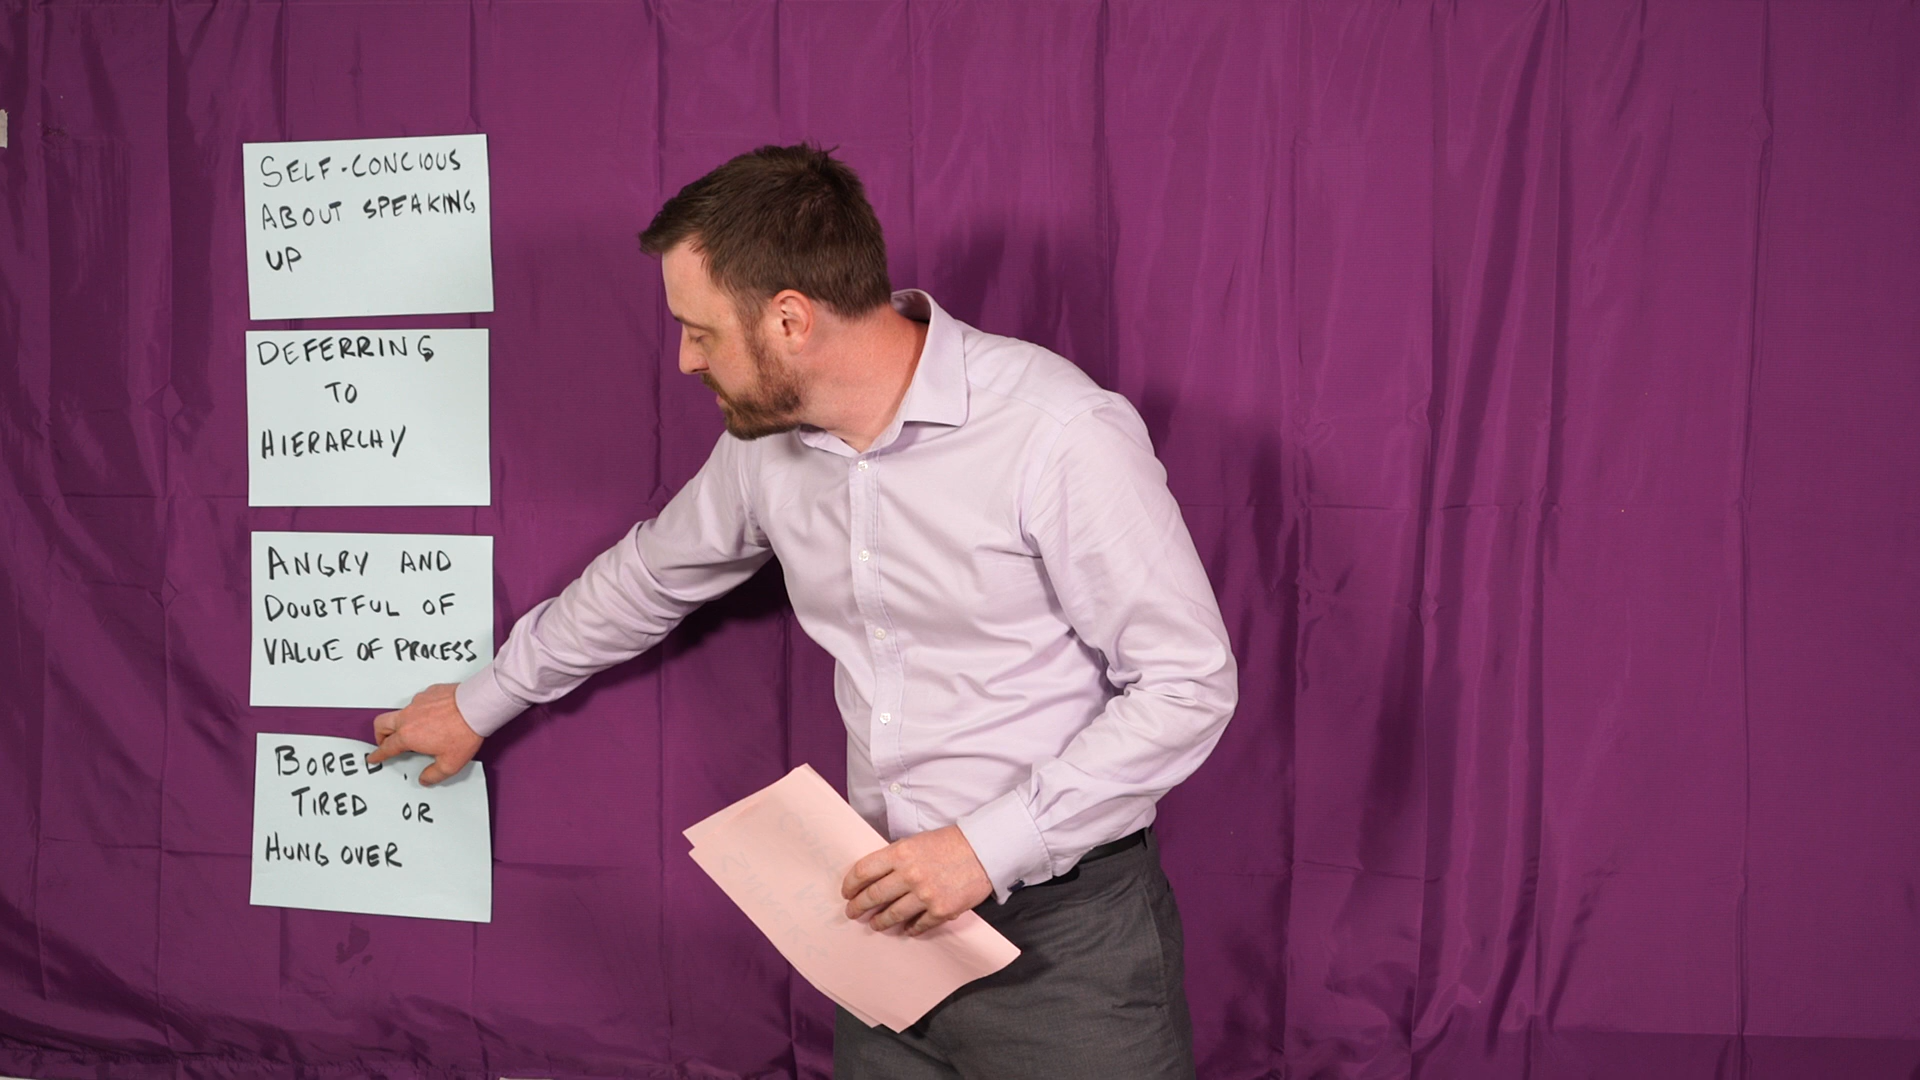 SELF-CONCIOUS
ABOUT SPEAKING
UP
DEFERRING
TO
HIERARCHY
ANGRY AND
DOUBTFUL OF
VALUE OF PROCESS
BORED,
TIRED OR
HUNG OVER